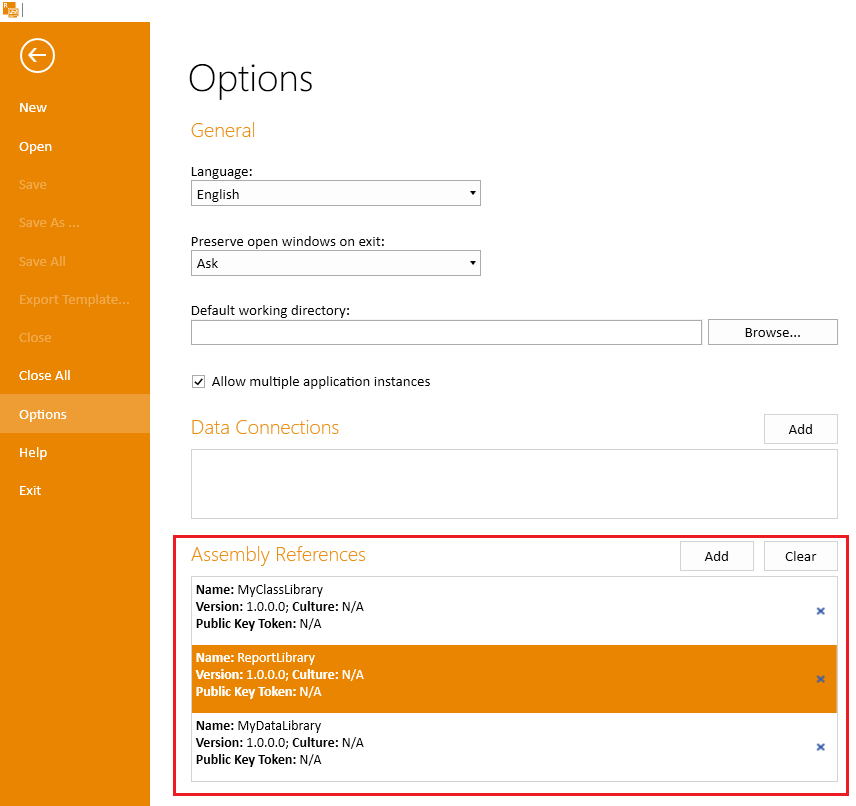 Options
New
Open
Save
Save As ...
Save All
Export Template...
Close
Close All
Options
Help
Exit
General
Language:
English
Preserve open windows on exit:
Ask
Default working directory:
Browse...
Allow multiple application instances
Data Connections
Add
Assembly References
Add
Clear
Name: MyClassLibrary
Version: 1.0.0.0; Culture: N/A
Public Key Token: N/A
Name: ReportLibrary
Version: 1.0.0.0; Culture: N/A
Public Key Token: N/A
Name: MyDataLibrary
Version: 1.0.0.0; Culture: N/A
Public Key Token: N/A